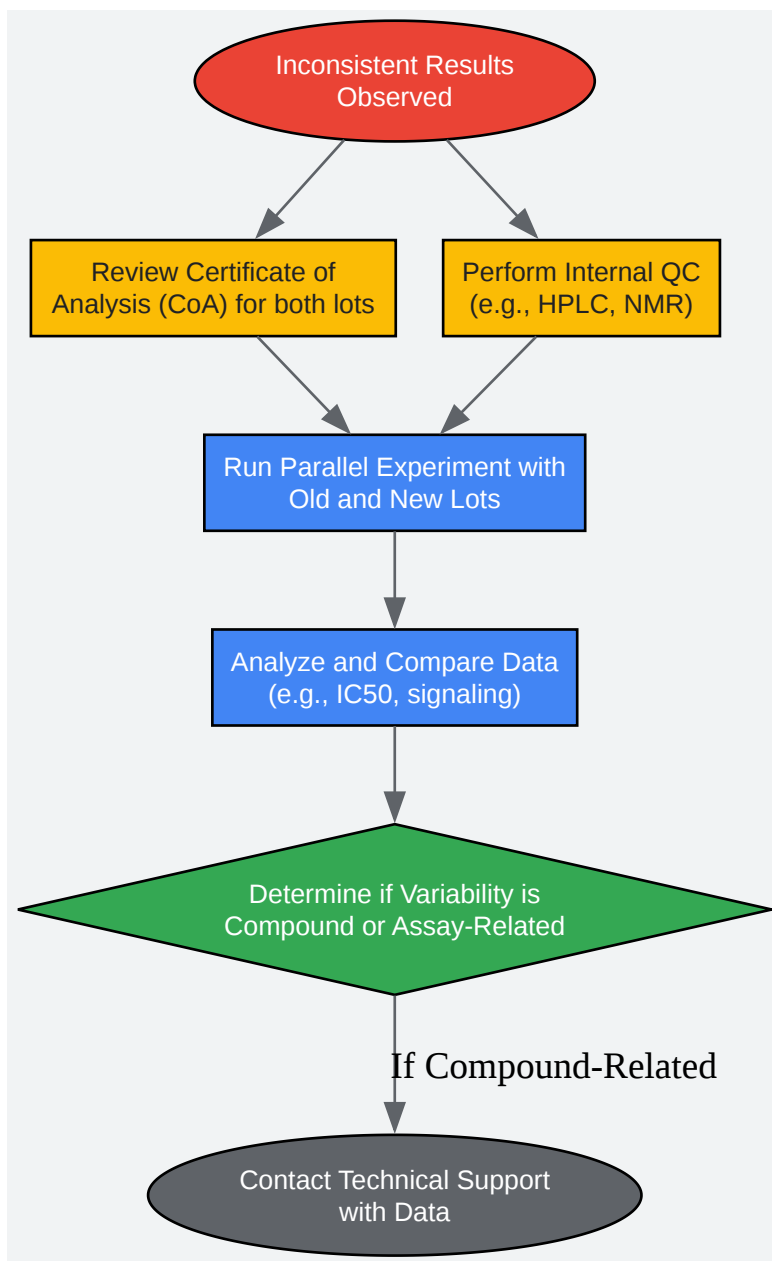 Inconsistent Results
Observed
Review Certificate of
Analysis (CoA) for both lots
Perform Internal QC
(e.g., HPLC, NMR)
Run Parallel Experiment with
Old and New Lots
Analyze and Compare Data
(e.g., IC50, signaling)
Determine if Variability is
Compound or Assay-Related
If Compound-Related
Contact Technical Support
with Data